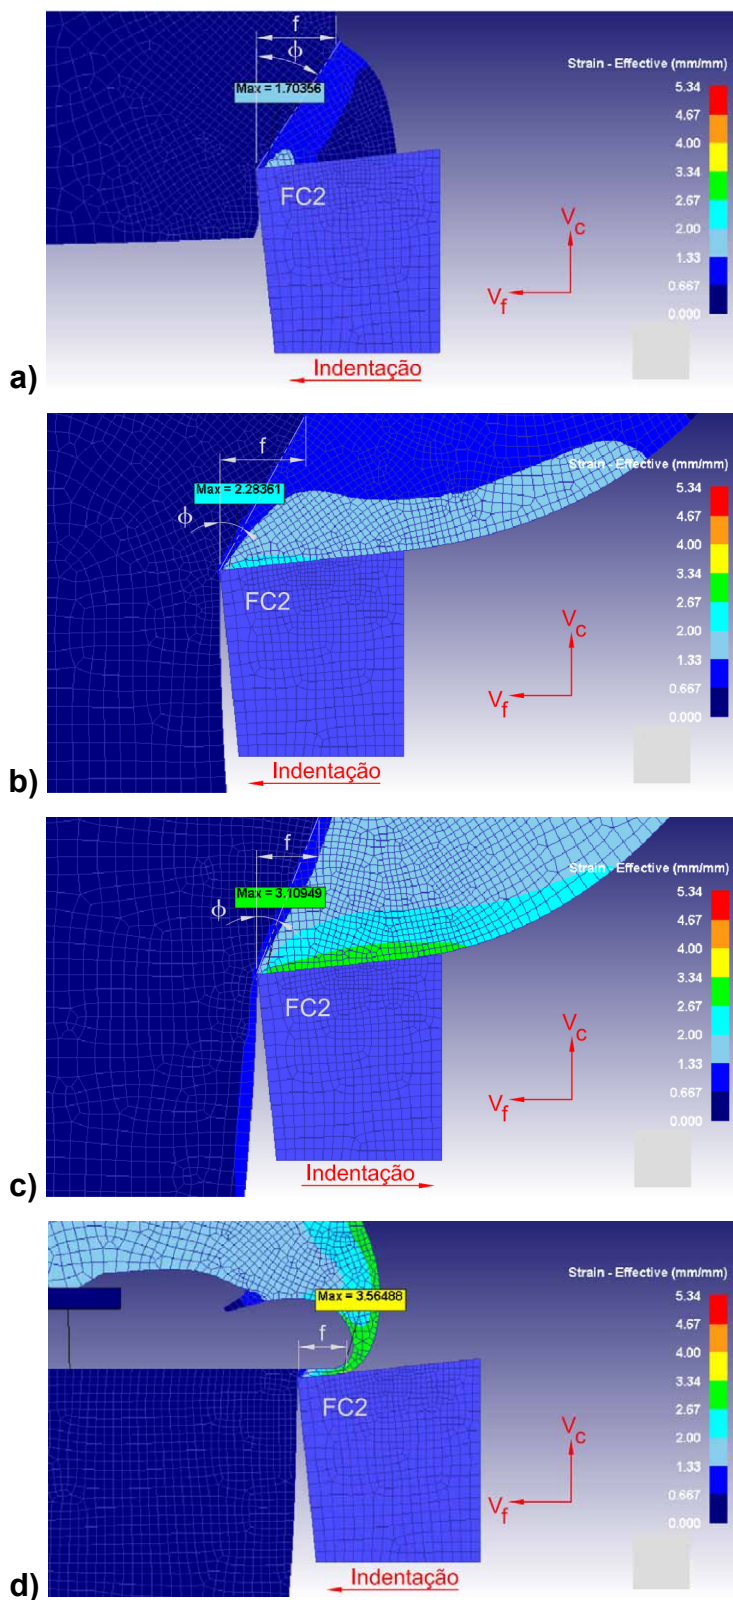 f
ϕ
Strain - Effective (mm/mm)
Max = 1.70356
5.34
4.67
4.00
3.34
2.67
2.00
1.33
0.667
0.000
FC2
Vc
Vf
a)
Indentação
f
Strain - Effective (mm/mm)
Max = 2.28361
5.34
4.67
4.00
3.34
2.67
2.00
1.33
0.667
0.000
ϕ
FC2
Vc
Vf
b)
Indentação
f
Strain - Effective (mm/mm)
Max = 3.10949
5.34
4.67
4.00
3.34
2.67
2.00
1.33
0.667
0.000
ϕ
FC2
Vc
Vf
c)
Indentação
Strain - Effective (mm/mm)
Max = 3.56488
5.34
4.67
4.00
3.34
2.67
2.00
1.33
0.667
0.000
f
FC2
Vc
Vf
d)
Indentação